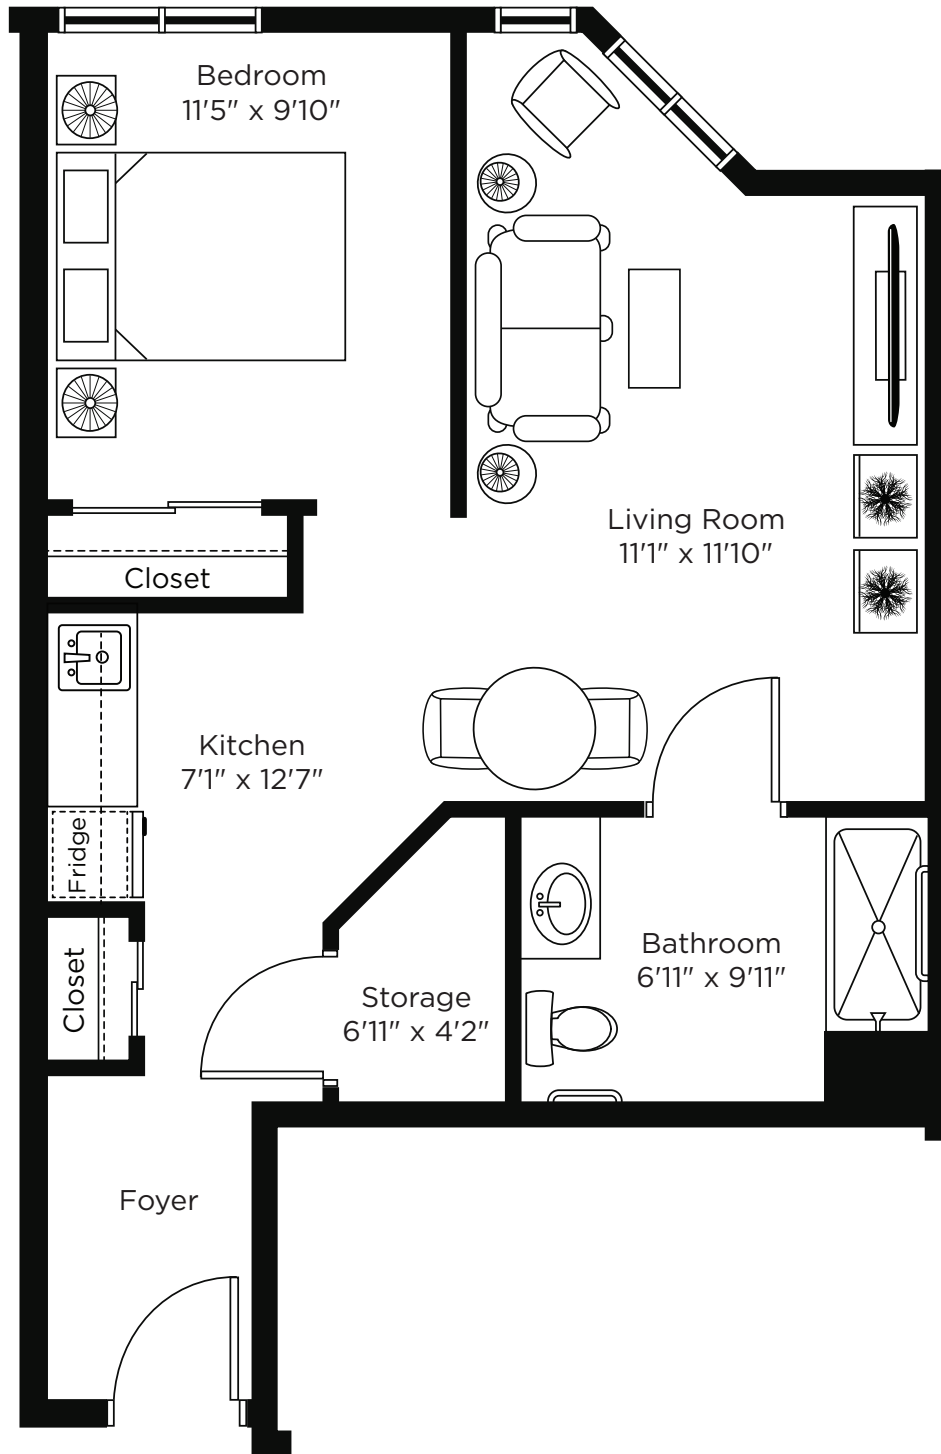 Bedroom
11'5" x 9'10"
Living Room
11'1" x 11'10"
Closet
Kitchen
7'1" x 12'7"
Fridge
Closet
Storage
6'11" x 4'2"
Bathroom
6'11" x 9'11"
Foyer